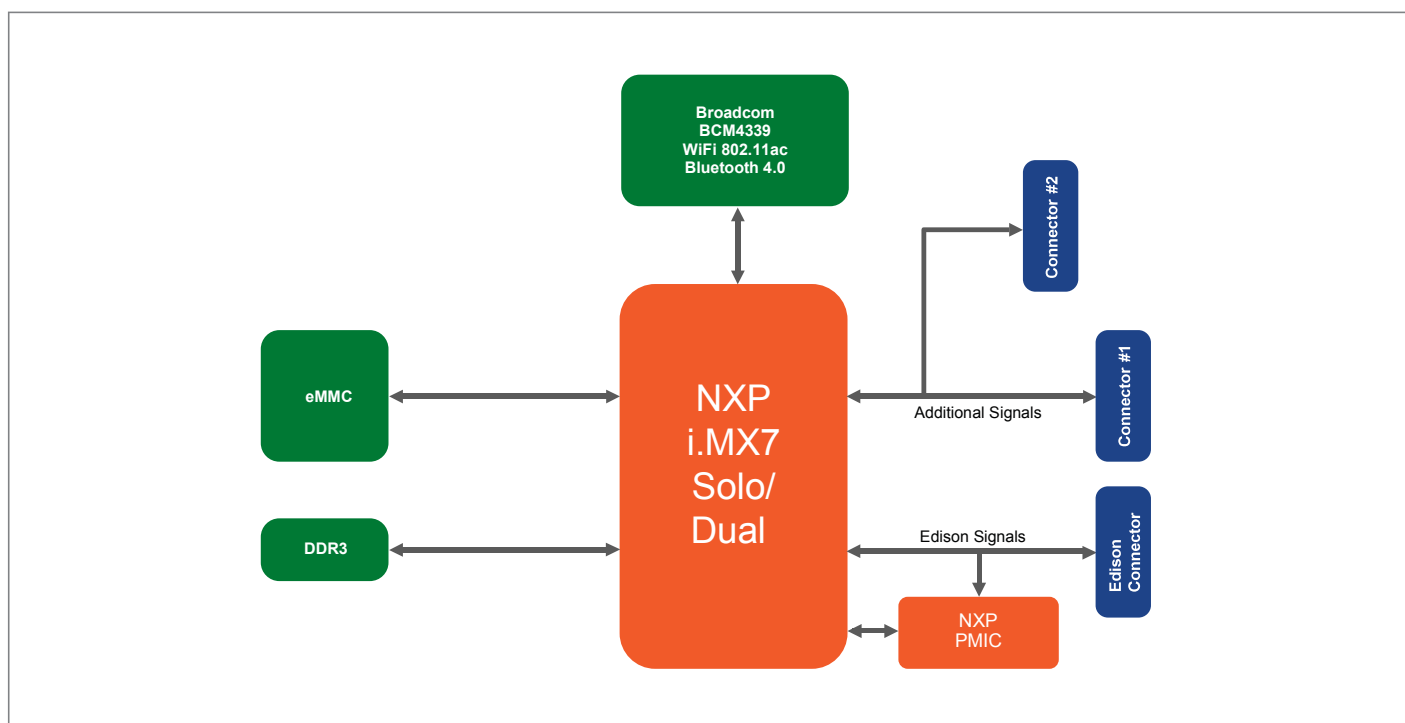 Broadcom
BCM4339
WiFi 802.11ac
Bluetooth 4.0
Connector #2
eMMC
NXP
i.MX7
Solo/
Dual
Additional Signals
Connector #1
DDR3
Edison Signals
Edison
Connector
NXP
PMIC